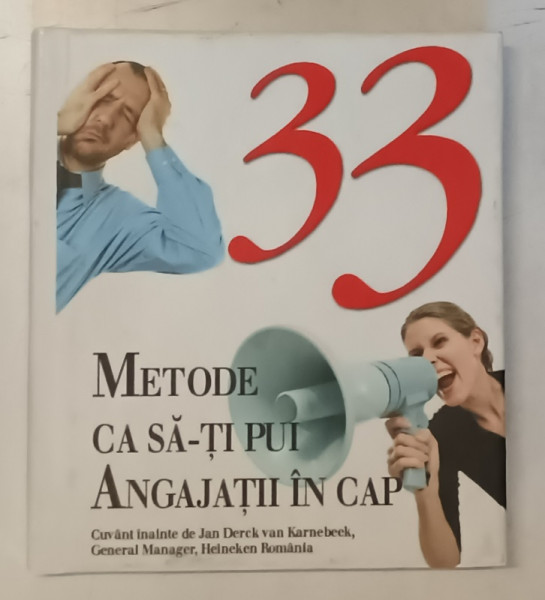 33
METODE
CA SĂ-ȚI PUI
ANGAJAȚII ÎN CAP
Cuvânt înainte de Jan Derck van Karnebeek,
General Manager, Heineken România